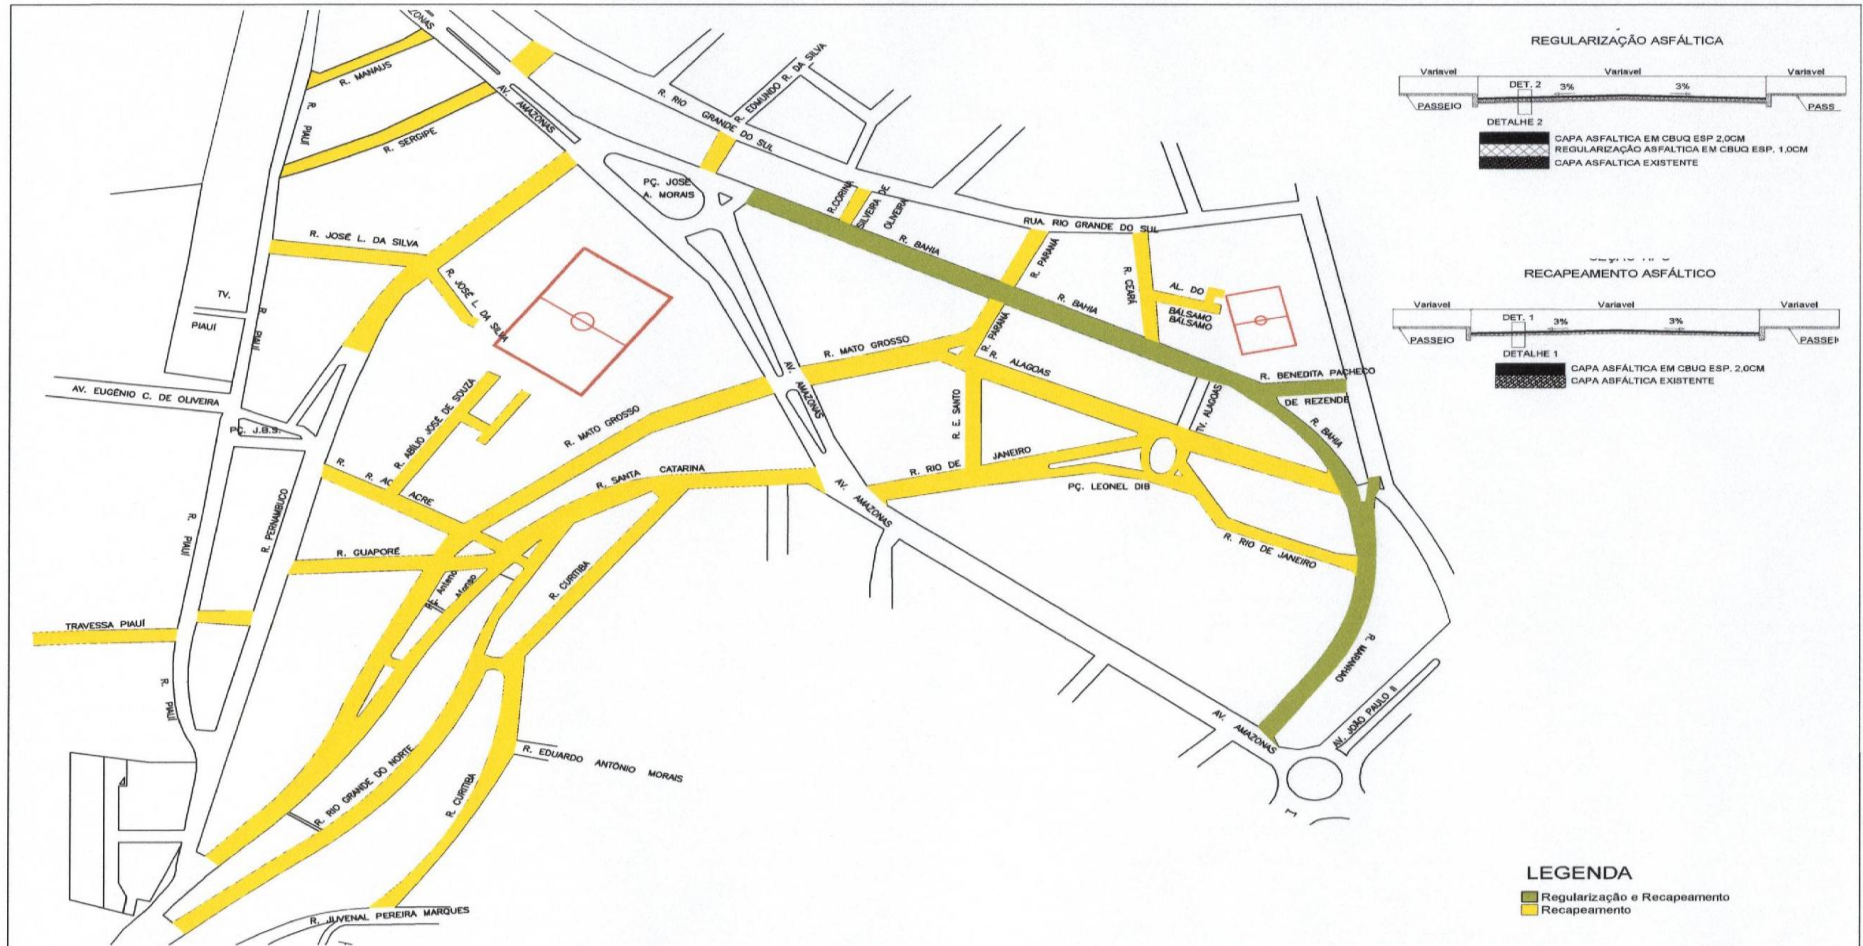 AV. AMAZONAS
R. MANAUS
R. PIAUÍ
R. SERGIPE
AV. AMAZONAS
R. RIO GRANDE DO SUL
R. EDMUNDO R. DA SILVA
PÇ. JOSÉ
A. MORAIS
R.CORINA
SILVEIRA DE
OLIVEIRA
RUA. RIO GRANDE DO SUL
R. BAHIA
R. PARANÁ
R. CEARÁ
AL. DO
BÁLSAMO
BÁLSAMO
R. BAHIA
R. PARANÁ
R. JOSÉ L. DA SILVA
R. JOSÉ L. DA SILVA
TV.
PIAUI
R. PIAUÍ
R. MATO GROSSO
R. ALAGOAS
AV. AMAZONAS
R. BENEDITA PACHECO
DE REZENDE
TV. ALAGOAS
R. BAHIA
AV. EUGÊNIO C. DE OLIVEIRA
PÇ. J.B.S.
R. ABÍLIO JOSÉ DE SOUZA
R. MATO GROSSO
R. E. SANTO
R. RIO DE JANEIRO
PÇ. LEONEL DIB
R. SANTA CATARINA
R.
R. AC ACRE
AV. AMAZONAS
R. PERNAMBUCO
R. PIAUÍ
R. GUAPORÉ
R. CURITIBA
R. RIO DE JANEIRO
TRAVESSA PIAUÍ
R. PIAUÍ
R. MARANHÃO
AV. JOÃO PAULO II
AV. AMAZONAS
R. RIO GRANDE DO NORTE
R. CURITIBA
R. EDUARDO ANTÔNIO MORAIS
R. JUVENAL PEREIRA MARQUES
REGULARIZAÇÃO ASFÁLTICA
Variavel Variavel Variavel
DET. 2 3% 3%
PASSEIO PASS
DETALHE 2
CAPA ASFALTICA EM CBUQ ESP 2,0CM
REGULARIZAÇÃO ASFALTICA EM CBUQ ESP. 1,0CM
CAPA ASFALTICA EXISTENTE
RECAPEAMENTO ASFÁLTICO
Variavel Variavel Variavel
DET. 1 3% 3%
PASSEIO PASSEI
DETALHE 1
CAPA ASFÁLTICA EM CBUQ ESP. 2,0CM
CAPA ASFÁLTICA EXISTENTE
LEGENDA
Regularização e Recapeamento
Recapeamento